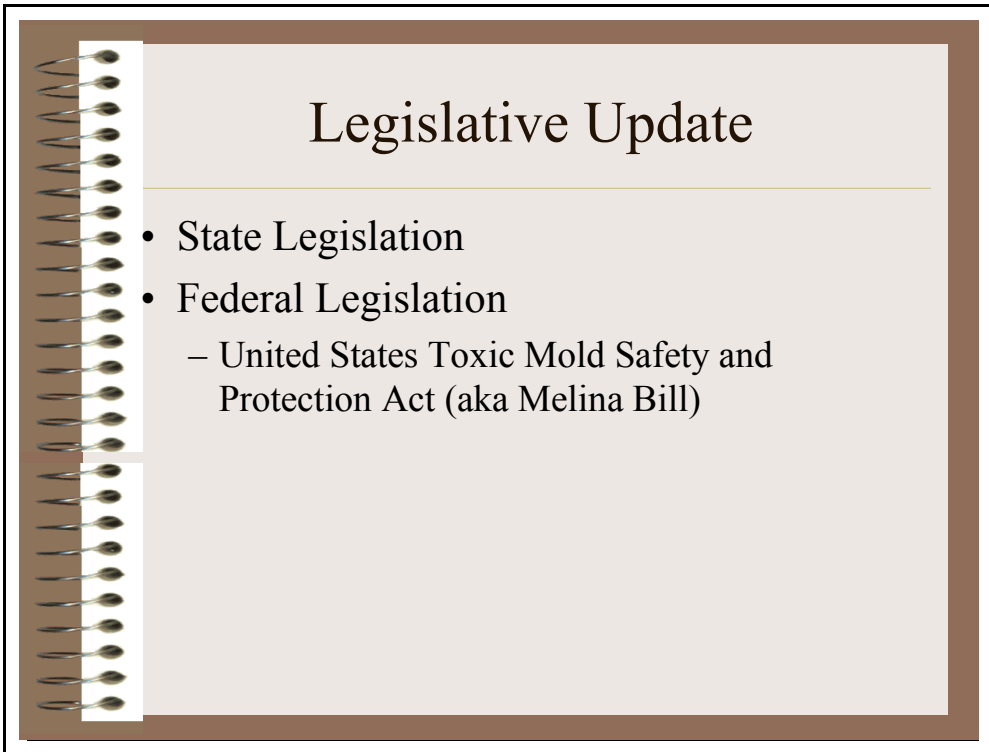 Legislative Update
• State Legislation
• Federal Legislation
– United States Toxic Mold Safety and
Protection Act (aka Melina Bill)